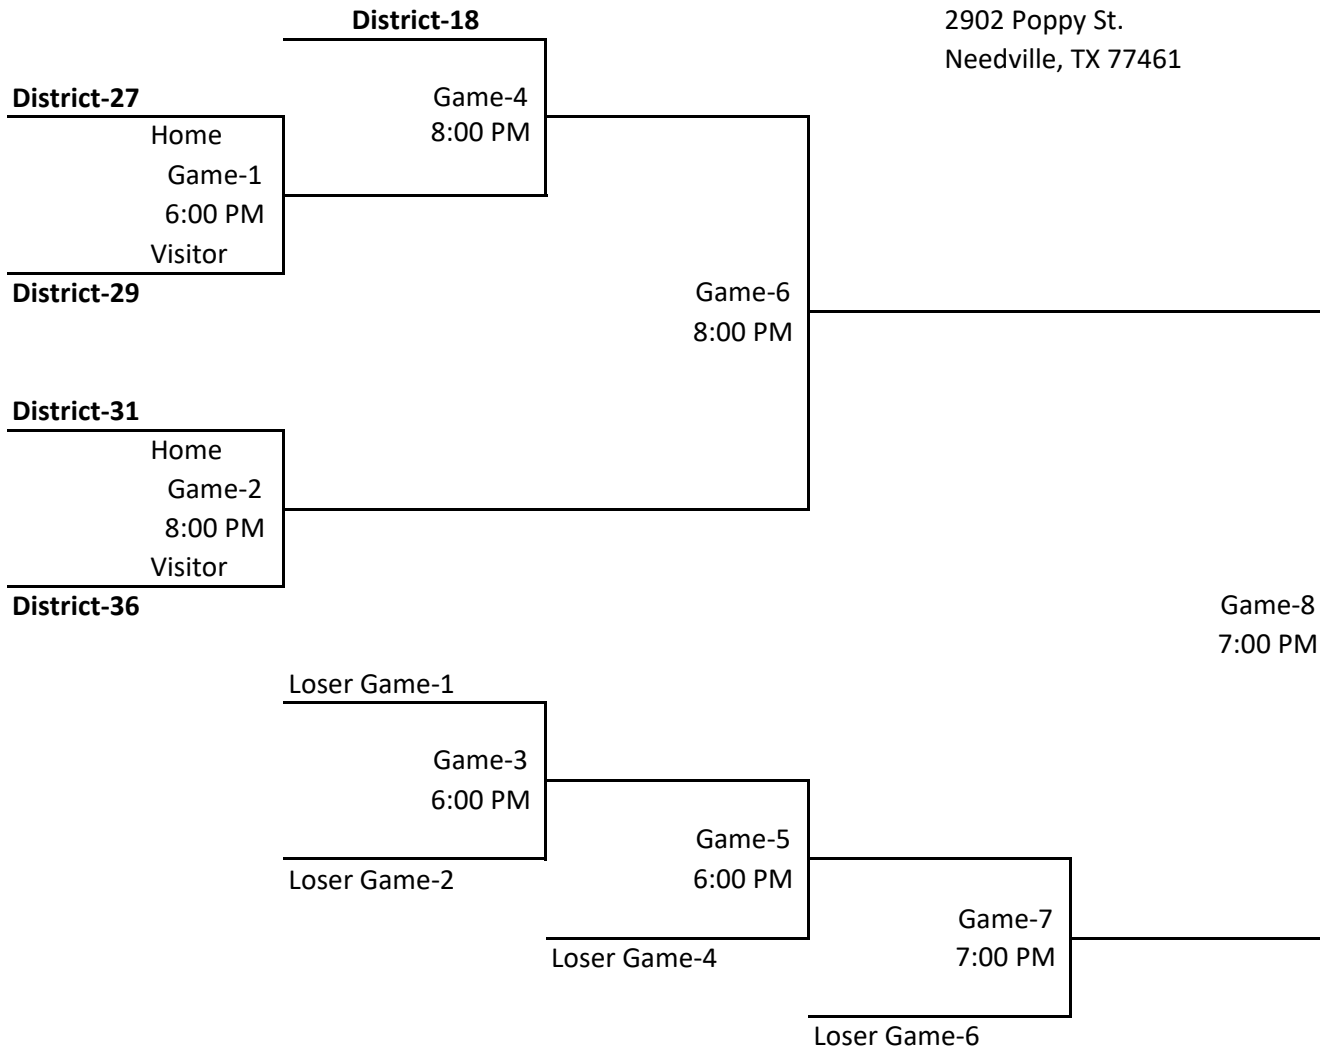 District-18
2902 Poppy St.
Needville, TX 77461
District-27
Game-4
8:00 PM
Home
Game-1
6:00 PM
Visitor
District-29
Game-6
8:00 PM
District-31
Home
Game-2
8:00 PM
Visitor
District-36
Game-8
7:00 PM
Loser Game-1
Game-3
6:00 PM
Loser Game-2
Game-5
6:00 PM
Loser Game-4
Game-7
7:00 PM
Loser Game-6